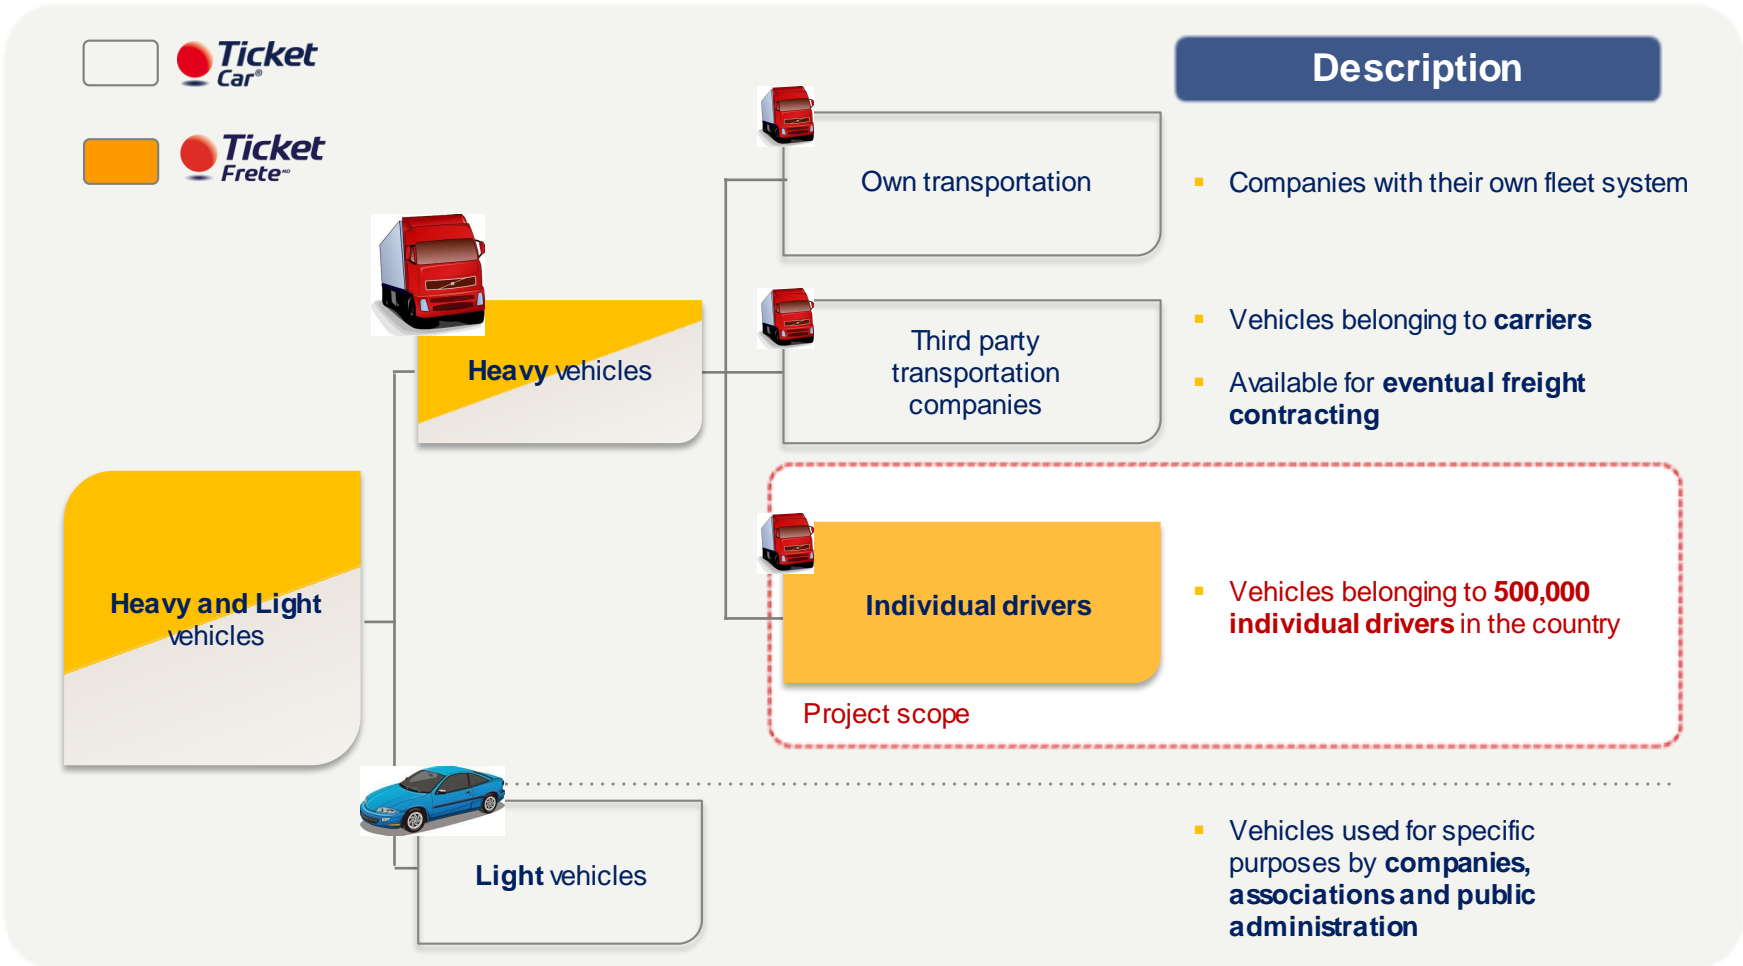 Ticket
Car®
Ticket
Frete MD
Description
Own transportation
Companies with their own fleet system
Heavy vehicles
Third party
transportation
companies
Vehicles belonging to carriers
Available for eventual freight
contracting
Heavy and Light
vehicles
Individual drivers
Vehicles belonging to 500,000
individual drivers in the country
Project scope
Light vehicles
Vehicles used for specific
purposes by companies,
associations and public
administration